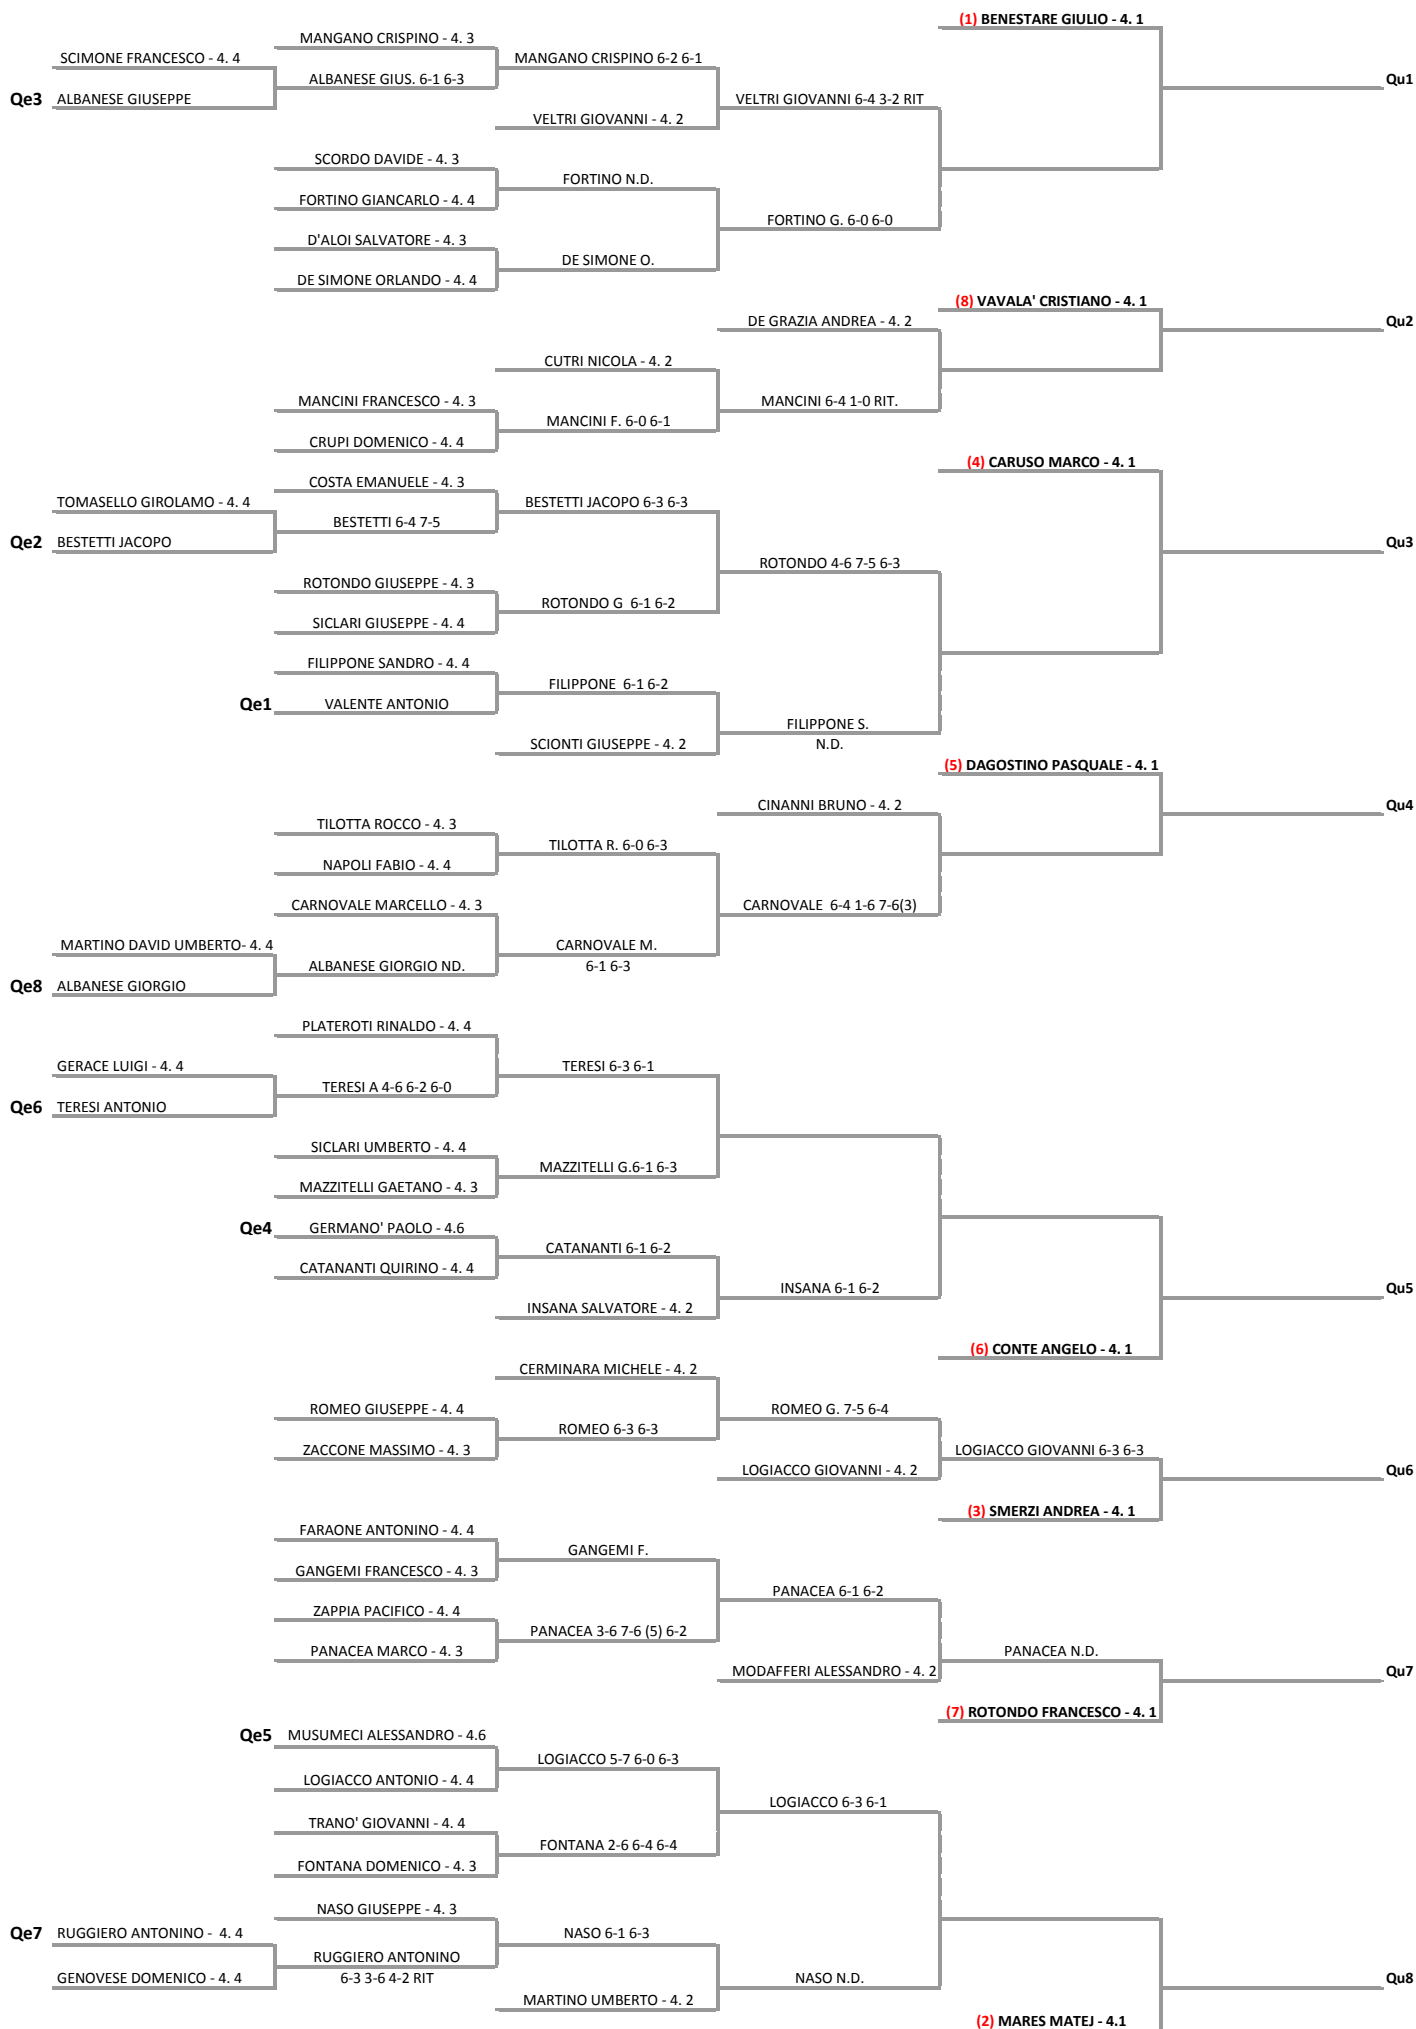 (1) BENESTARE GIULIO - 4. 1
MANGANO CRISPINO - 4. 3
SCIMONE FRANCESCO - 4. 4
MANGANO CRISPINO 6-2 6-1
ALBANESE GIUS. 6-1 6-3
Qu1
Qe3 ALBANESE GIUSEPPE
VELTRI GIOVANNI 6-4 3-2 RIT
VELTRI GIOVANNI - 4. 2
SCORDO DAVIDE - 4. 3
FORTINO N.D.
FORTINO GIANCARLO - 4. 4
FORTINO G. 6-0 6-0
D'ALOI SALVATORE - 4. 3
DE SIMONE O.
DE SIMONE ORLANDO - 4. 4
(8) VAVALA' CRISTIANO - 4. 1
DE GRAZIA ANDREA - 4. 2
Qu2
CUTRI NICOLA - 4. 2
MANCINI FRANCESCO - 4. 3
MANCINI 6-4 1-0 RIT.
MANCINI F. 6-0 6-1
CRUPI DOMENICO - 4. 4
(4) CARUSO MARCO - 4. 1
COSTA EMANUELE - 4. 3
TOMASELLO GIROLAMO - 4. 4
BESTETTI JACOPO 6-3 6-3
BESTETTI 6-4 7-5
Qe2 BESTETTI JACOPO
Qu3
ROTONDO 4-6 7-5 6-3
ROTONDO GIUSEPPE - 4. 3
ROTONDO G 6-1 6-2
SICLARI GIUSEPPE - 4. 4
FILIPPONE SANDRO - 4. 4
FILIPPONE 6-1 6-2
Qe1 VALENTE ANTONIO
FILIPPONE S.
SCIONTI GIUSEPPE - 4. 2
N.D.
(5) DAGOSTINO PASQUALE - 4. 1
CINANNI BRUNO - 4. 2
Qu4
TILOTTA ROCCO - 4. 3
TILOTTA R. 6-0 6-3
NAPOLI FABIO - 4. 4
CARNOVALE MARCELLO - 4. 3
CARNOVALE 6-4 1-6 7-6(3)
MARTINO DAVID UMBERTO- 4. 4
CARNOVALE M.
ALBANESE GIORGIO ND.
6-1 6-3
Qe8 ALBANESE GIORGIO
PLATEROTI RINALDO - 4. 4
GERACE LUIGI - 4. 4
TERESI 6-3 6-1
TERESI A 4-6 6-2 6-0
Qe6 TERESI ANTONIO
SICLARI UMBERTO - 4. 4
MAZZITELLI G.6-1 6-3
MAZZITELLI GAETANO - 4. 3
Qe4 GERMANO' PAOLO - 4.6
CATANANTI 6-1 6-2
CATANANTI QUIRINO - 4. 4
INSANA 6-1 6-2
Qu5
INSANA SALVATORE - 4. 2
(6) CONTE ANGELO - 4. 1
CERMINARA MICHELE - 4. 2
ROMEO GIUSEPPE - 4. 4
ROMEO G. 7-5 6-4
ROMEO 6-3 6-3
ZACCONE MASSIMO - 4. 3
LOGIACCO GIOVANNI 6-3 6-3
LOGIACCO GIOVANNI - 4. 2
Qu6
(3) SMERZI ANDREA - 4. 1
FARAONE ANTONINO - 4. 4
GANGEMI F.
GANGEMI FRANCESCO - 4. 3
PANACEA 6-1 6-2
ZAPPIA PACIFICO - 4. 4
PANACEA 3-6 7-6 (5) 6-2
PANACEA MARCO - 4. 3
PANACEA N.D.
MODAFFERI ALESSANDRO - 4. 2
Qu7
(7) ROTONDO FRANCESCO - 4. 1
Qe5 MUSUMECI ALESSANDRO - 4.6
LOGIACCO 5-7 6-0 6-3
LOGIACCO ANTONIO - 4. 4
LOGIACCO 6-3 6-1
TRANO' GIOVANNI - 4. 4
FONTANA 2-6 6-4 6-4
FONTANA DOMENICO - 4. 3
NASO GIUSEPPE - 4. 3
Qe7 RUGGIERO ANTONINO - 4. 4
NASO 6-1 6-3
RUGGIERO ANTONINO
GENOVESE DOMENICO - 4. 4
6-3 3-6 4-2 RIT
NASO N.D.
Qu8
MARTINO UMBERTO - 4. 2
(2) MARES MATEJ - 4.1